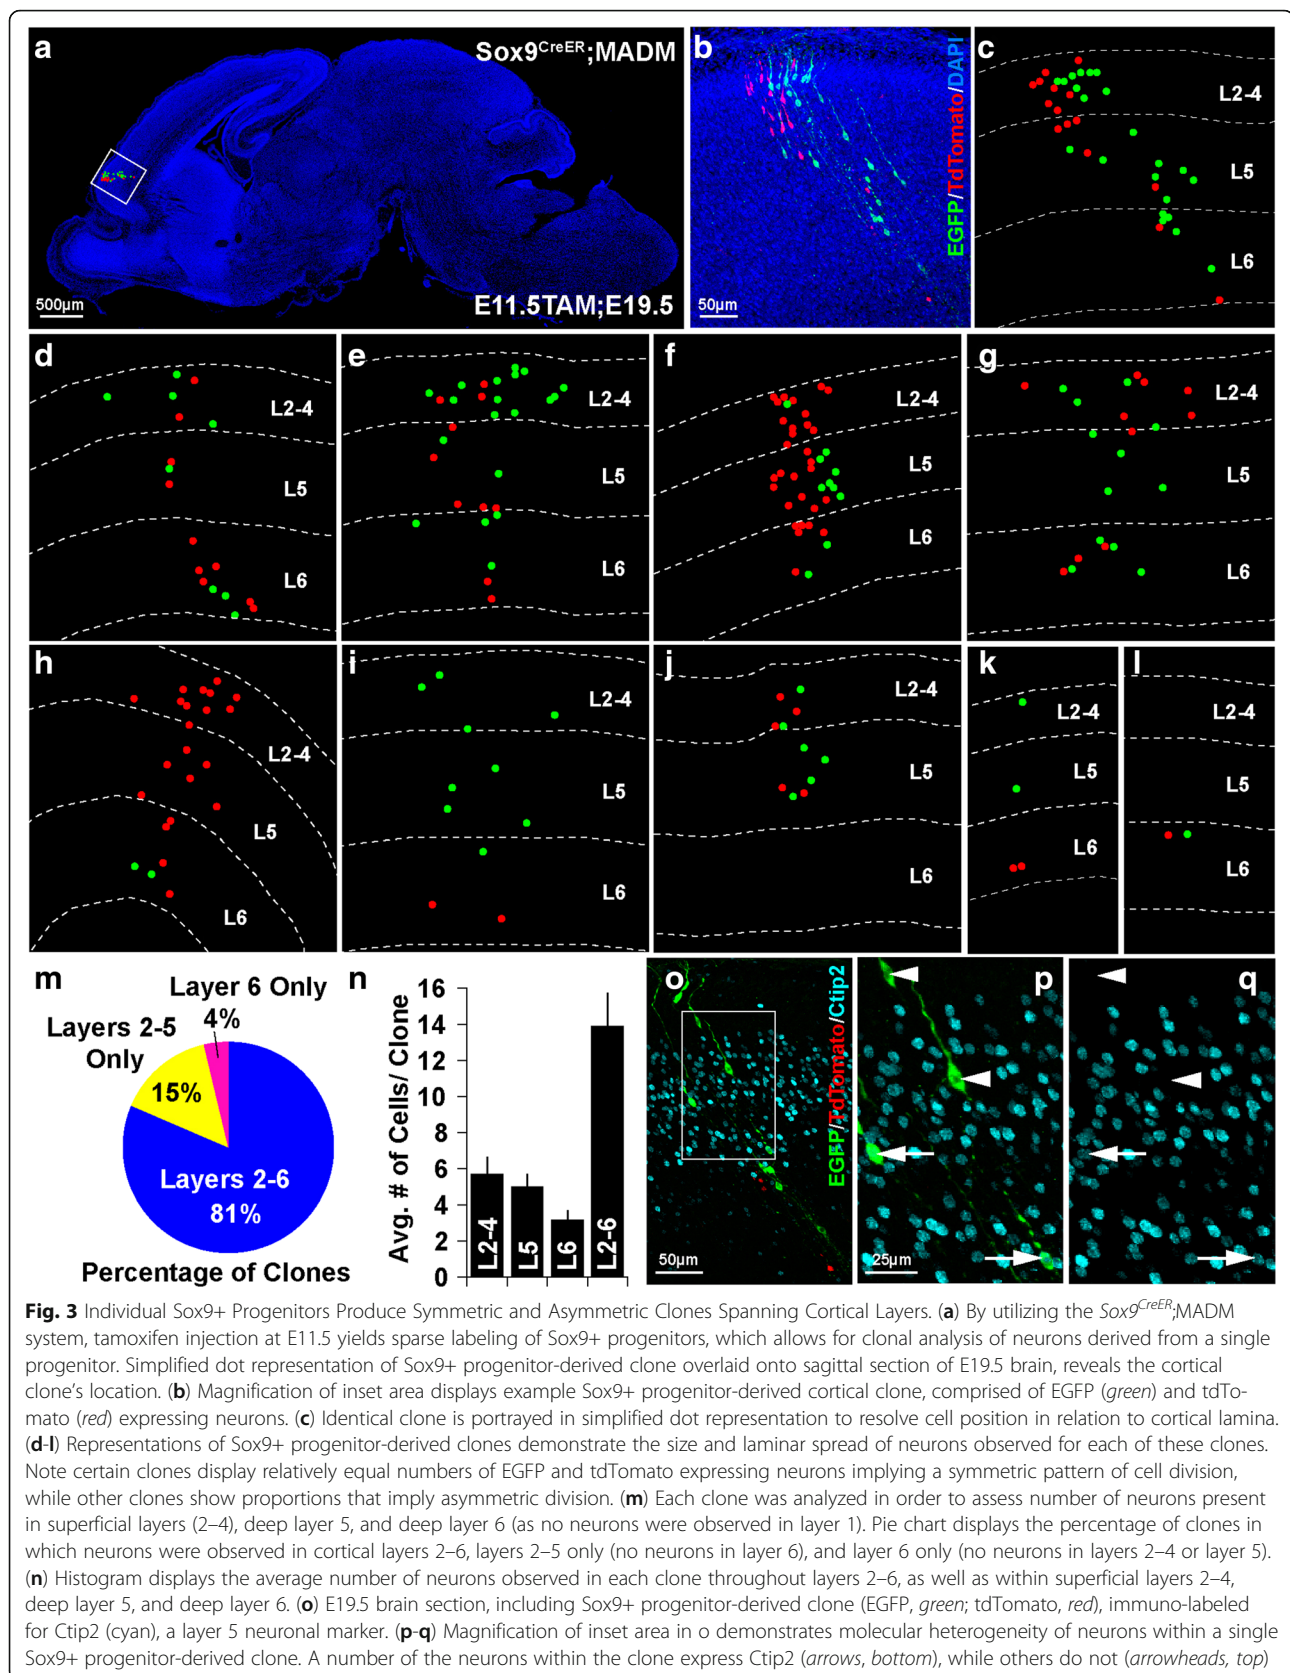 a
Sox9CreER;MADM
E11.5TAM;E19.5
500µm
b
EGFP/TdTomato/DAPI
50µm
c
L2-4
L5
L6
d
L2-4
L5
L6
e
L2-4
L5
L6
f
L2-4
L5
L6
g
L2-4
L5
L6
h
L2-4
L5
L6
i
L2-4
L5
L6
j
L2-4
L5
L6
k
L2-4
L5
L6
l
L2-4
L5
L6
m
Layer 6 Only
4%
Layers 2-5
Only
15%
Layers 2-6
81%
Percentage of Clones
n
Avg. # of Cells/ Clone
16
14
12
10
8
6
4
2
0
L2-4
L5
L6
L2-6
o
EGFP/TdTomato/Ctip2
50µm
p
25µm
q
Fig. 3 Individual Sox9+ Progenitors Produce Symmetric and Asymmetric Clones Spanning Cortical Layers. (a) By utilizing the Sox9CreER;MADM
system, tamoxifen injection at E11.5 yields sparse labeling of Sox9+ progenitors, which allows for clonal analysis of neurons derived from a single
progenitor. Simplified dot representation of Sox9+ progenitor-derived clone overlaid onto sagittal section of E19.5 brain, reveals the cortical
clone's location. (b) Magnification of inset area displays example Sox9+ progenitor-derived cortical clone, comprised of EGFP (green) and tdTo-
mato (red) expressing neurons. (c) Identical clone is portrayed in simplified dot representation to resolve cell position in relation to cortical lamina.
(d-l) Representations of Sox9+ progenitor-derived clones demonstrate the size and laminar spread of neurons observed for each of these clones.
Note certain clones display relatively equal numbers of EGFP and tdTomato expressing neurons implying a symmetric pattern of cell division,
while other clones show proportions that imply asymmetric division. (m) Each clone was analyzed in order to assess number of neurons present
in superficial layers (2–4), deep layer 5, and deep layer 6 (as no neurons were observed in layer 1). Pie chart displays the percentage of clones in
which neurons were observed in cortical layers 2–6, layers 2–5 only (no neurons in layer 6), and layer 6 only (no neurons in layers 2–4 or layer 5).
(n) Histogram displays the average number of neurons observed in each clone throughout layers 2–6, as well as within superficial layers 2–4,
deep layer 5, and deep layer 6. (o) E19.5 brain section, including Sox9+ progenitor-derived clone (EGFP, green; tdTomato, red), immuno-labeled
for Ctip2 (cyan), a layer 5 neuronal marker. (p-q) Magnification of inset area in o demonstrates molecular heterogeneity of neurons within a single
Sox9+ progenitor-derived clone. A number of the neurons within the clone express Ctip2 (arrows, bottom), while others do not (arrowheads, top)